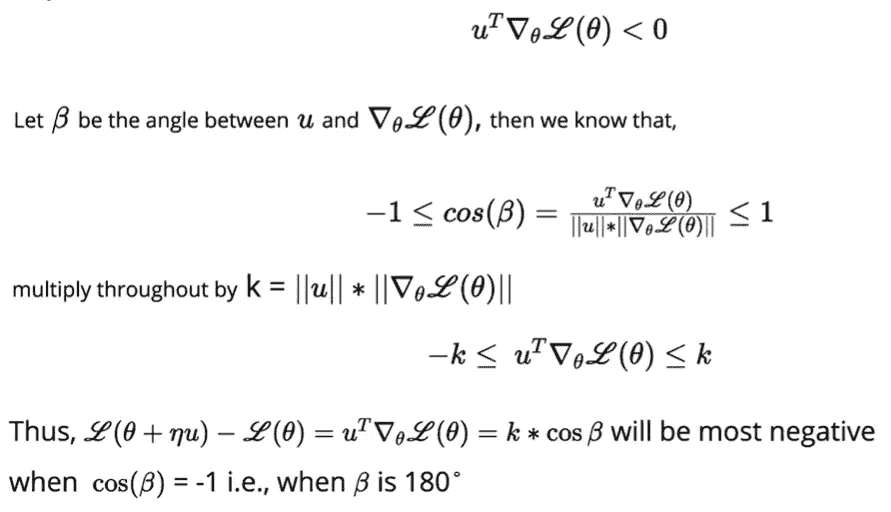 u^T ∇_θ ℒ(θ) < 0
Let β be the angle between u and ∇_θ ℒ(θ), then we know that,
−1 ≤ cos(β) = u^T ∇_θ ℒ(θ) / ||u||*||∇_θ ℒ(θ)|| ≤ 1
multiply throughout by k = ||u|| * ||∇_θ ℒ(θ)||
−k ≤ u^T ∇_θ ℒ(θ) ≤ k
Thus, ℒ(θ + ηu) − ℒ(θ) = u^T ∇_θ ℒ(θ) = k * cos β will be most negative
when cos(β) = -1 i.e., when β is 180°